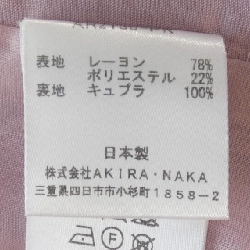 表地 レーヨン 78%
ポリエステル 22%
裏地 キュプラ 100%
日本製
株式会社AKIRA・NAKA
三重県四日市市小杉町1858-2